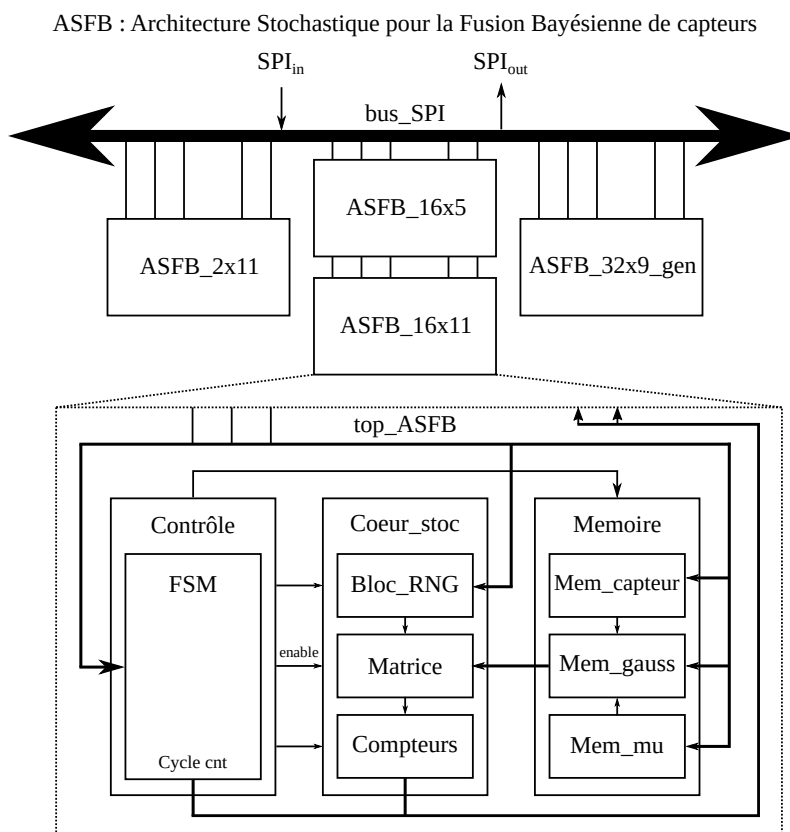 ASFB : Architecture Stochastique pour la Fusion Bayésienne de capteurs
SPIin
SPIout
bus_SPI
ASFB_2x11
ASFB_16x5
ASFB_32x9_gen
ASFB_16x11
top_ASFB
Contrôle
Coeur_stoc
Memoire
FSM
Bloc_RNG
Mem_capteur
enable
Matrice
Mem_gauss
Cycle cnt
Compteurs
Mem_mu